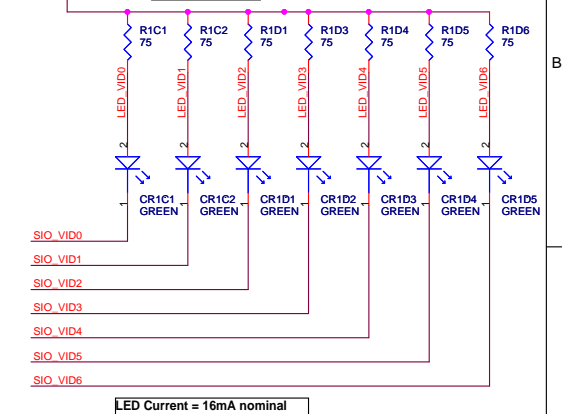 R1C1 R1C2 R1D1 R1D3 R1D4 R1D5 R1D6
75 75 75 75 75 75 75
B
LED_VID0 LED_VID1 LED_VID2 LED_VID3 LED_VID4 LED_VID5 LED_VID6
2 2 2 2 2 2 2
1 1 1 1 1 1 1
CR1C1 CR1C2 CR1D1 CR1D2 CR1D3 CR1D4 CR1D5
GREEN GREEN GREEN GREEN GREEN GREEN GREEN
SIO_VID0
SIO_VID1
SIO_VID2
SIO_VID3
SIO_VID4
SIO_VID5
SIO_VID6
LED Current = 16mA nominal